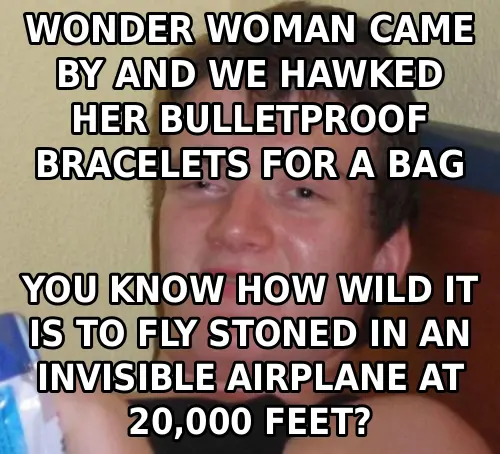 WONDER WOMAN CAME
BY AND WE HAWKED
HER BULLETPROOF
BRACELETS FOR A BAG
YOU KNOW HOW WILD IT
IS TO FLY STONED IN AN
INVISIBLE AIRPLANE AT
20,000 FEET?